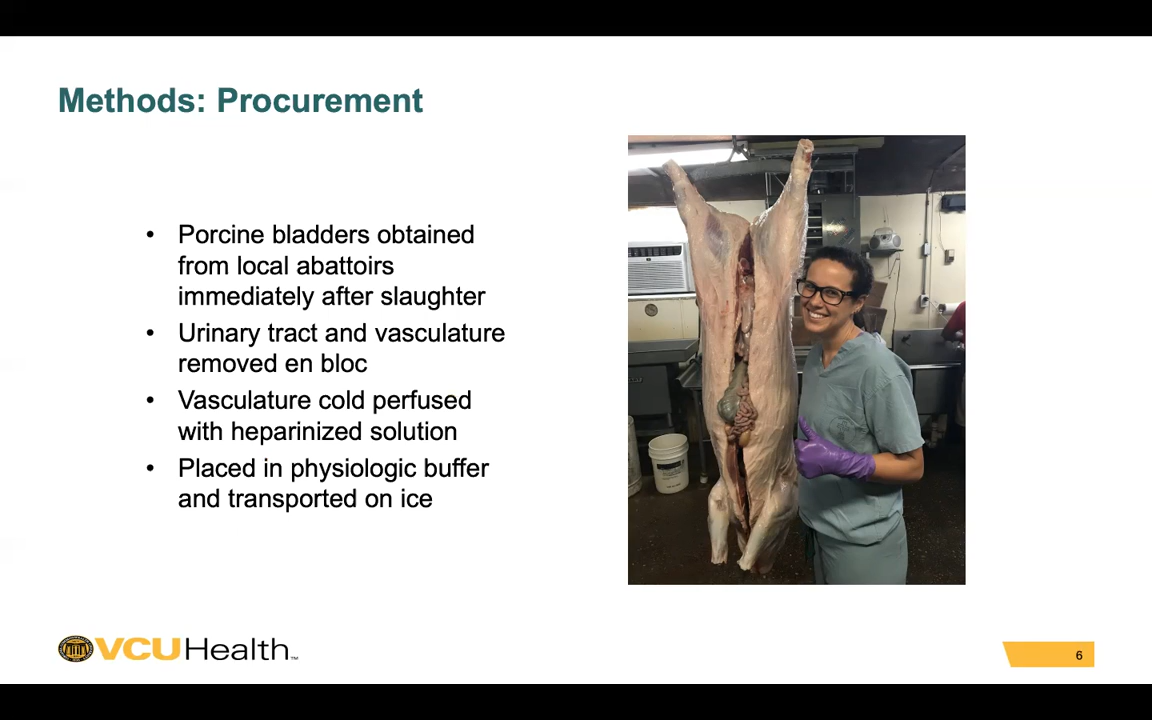 Methods: Procurement
• Porcine bladders obtained
from local abattoirs
immediately after slaughter
• Urinary tract and vasculature
removed en bloc
• Vasculature cold perfused
with heparinized solution
• Placed in physiologic buffer
and transported on ice
VCUHealth™
6